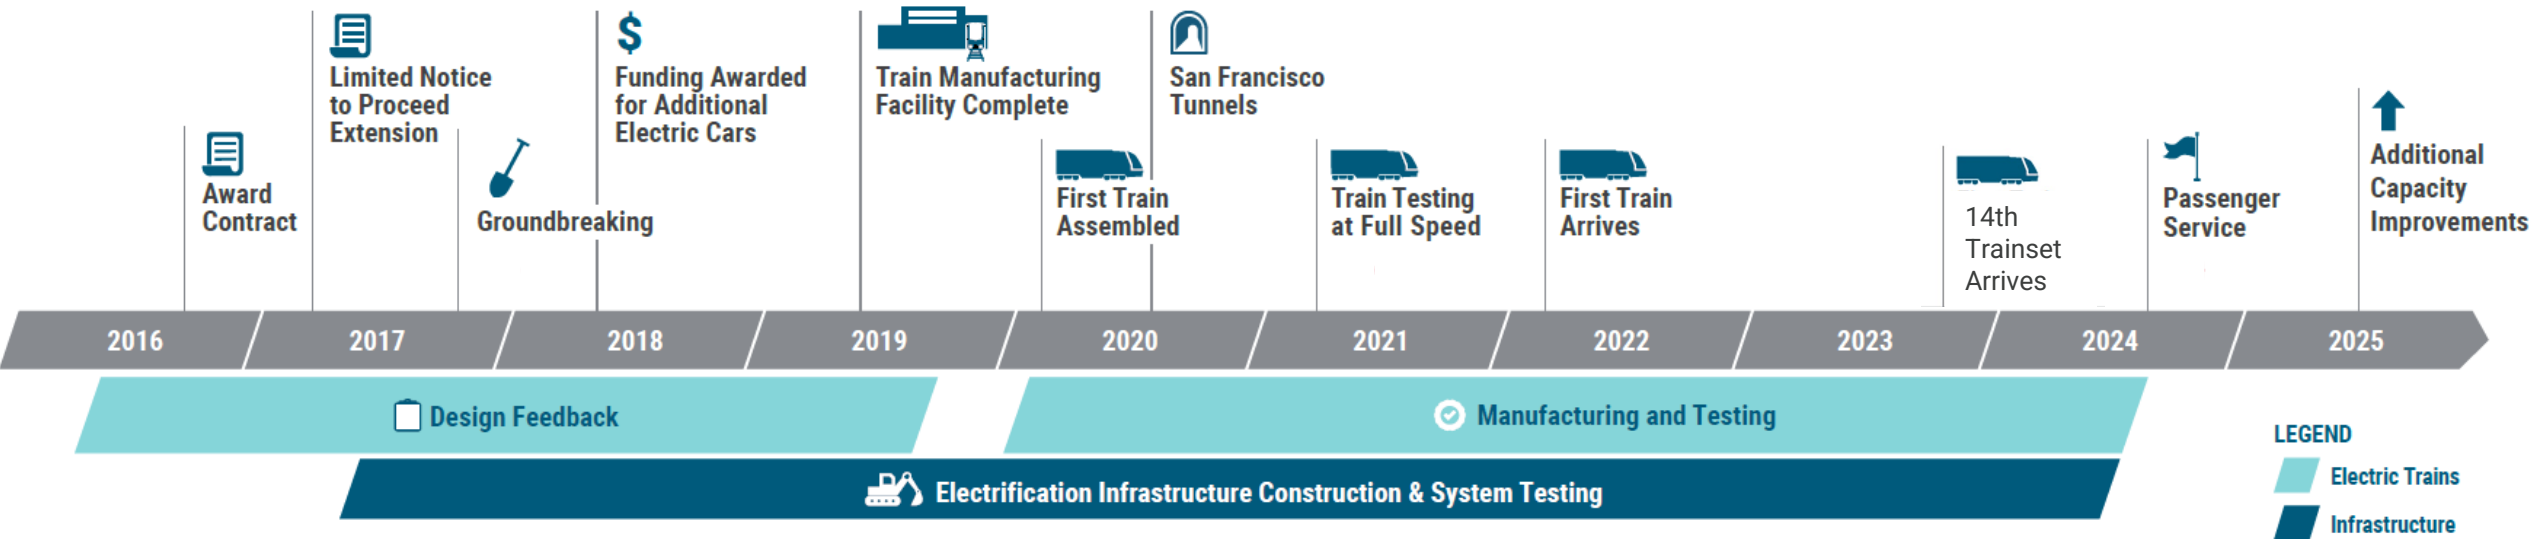 Limited Notice
to Proceed
Extension
$
Funding Awarded
for Additional
Electric Cars
Train Manufacturing
Facility Complete
San Francisco
Tunnels
Award
Contract
Groundbreaking
First Train
Assembled
Train Testing
at Full Speed
First Train
Arrives
14th
Trainset
Arrives
Passenger
Service
Additional
Capacity
Improvements
2016
2017
2018
2019
2020
2021
2022
2023
2024
2025
Design Feedback
Manufacturing and Testing
Electrification Infrastructure Construction & System Testing
LEGEND
Electric Trains
Infrastructure